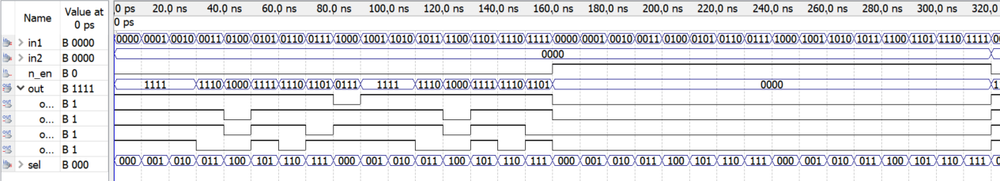 Name Value at 0 ps
0 ps 20.0 ns 40.0 ns 60.0 ns 80.0 ns 100.0 ns 120.0 ns 140.0 ns 160.0 ns 180.0 ns 200.0 ns 220.0 ns 240.0 ns 260.0 ns 280.0 ns 300.0 ns 320.0
0 ps
in1 B 0000 0000 0001 0010 0011 0100 0101 0110 0111 1000 1001 1010 1011 1100 1101 1110 1111 0000 0001 0010 0011 0100 0101 0110 0111 1000 1001 1010 1011 1100 1101 1110 1111
in2 B 0000 0000
n_en B 0
out out B 1111 1111 1110 1000 1111 1110 1101 0111 1111 1110 1000 1111 1110 1101 0000 1
out o... B 1
out o... B 1
out o... B 1
out o... B 1
sel B 000 000 001 010 011 100 101 110 111 000 001 010 011 100 101 110 111 000 001 010 011 100 101 110 111 000 001 010 011 100 101 110 111